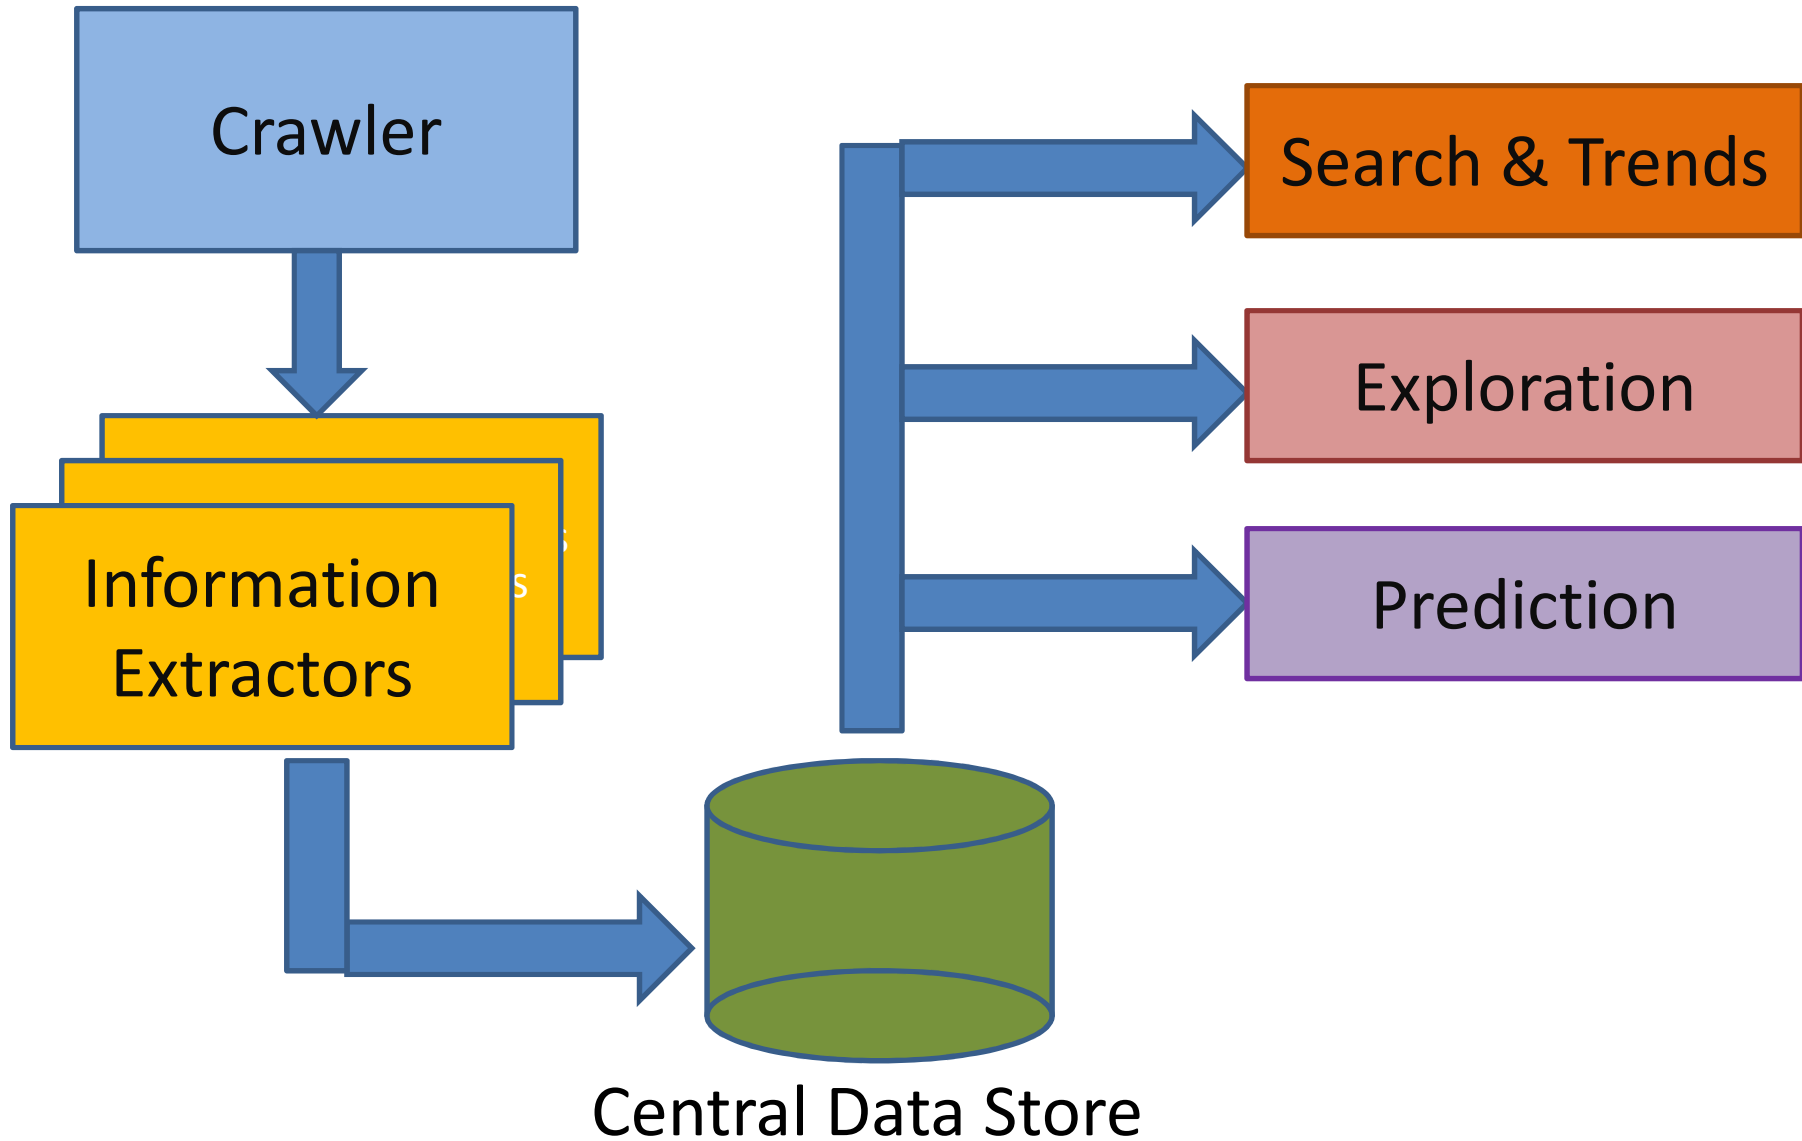 Crawler
Information
Extractors
Central Data Store
Search & Trends
Exploration
Prediction